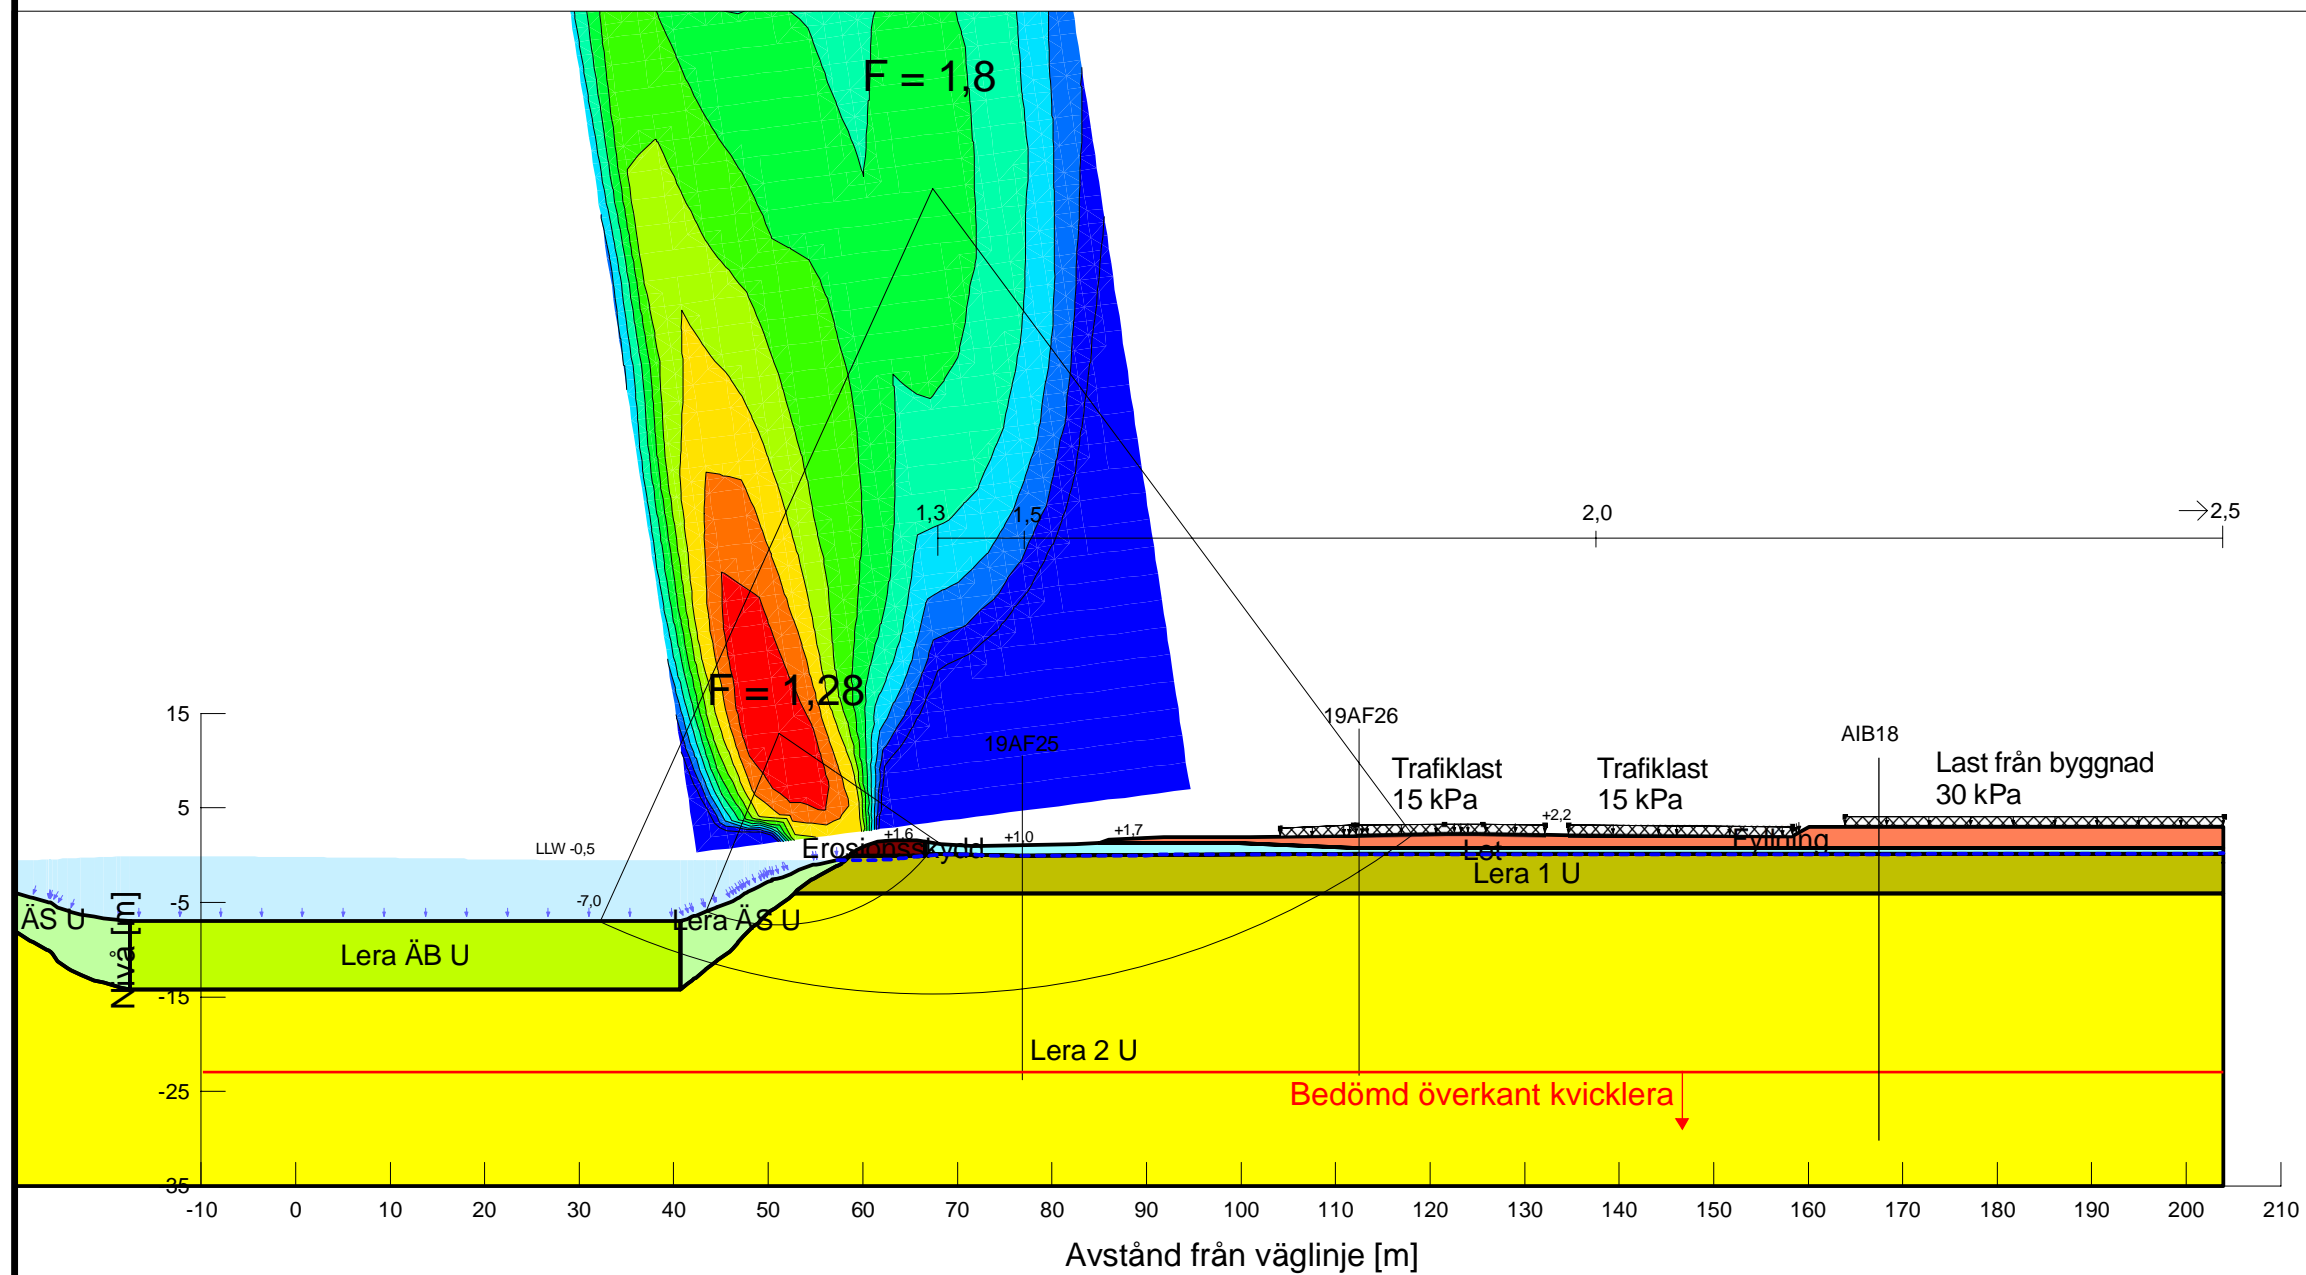 F = 1,8
1,3
1,5
2,0
2,5
F = 1,28
15
19AF25
19AF26
AIB18
Trafiklast
15 kPa
Trafiklast
15 kPa
Last från byggnad
30 kPa
5
+1,6
+1,0
+1,7
+2,2
LLW -0,5
Erosionsskydd
Let
Fyllning
Lera 1 U
-5
-7,0
ÄS U
Lera ÄS U
Lera ÄB U
Nivå [m]
-15
Lera 2 U
-25
Bedömd överkant kvicklera
-35
-10 0 10 20 30 40 50 60 70 80 90 100 110 120 130 140 150 160 170 180 190 200 210
Avstånd från väglinje [m]